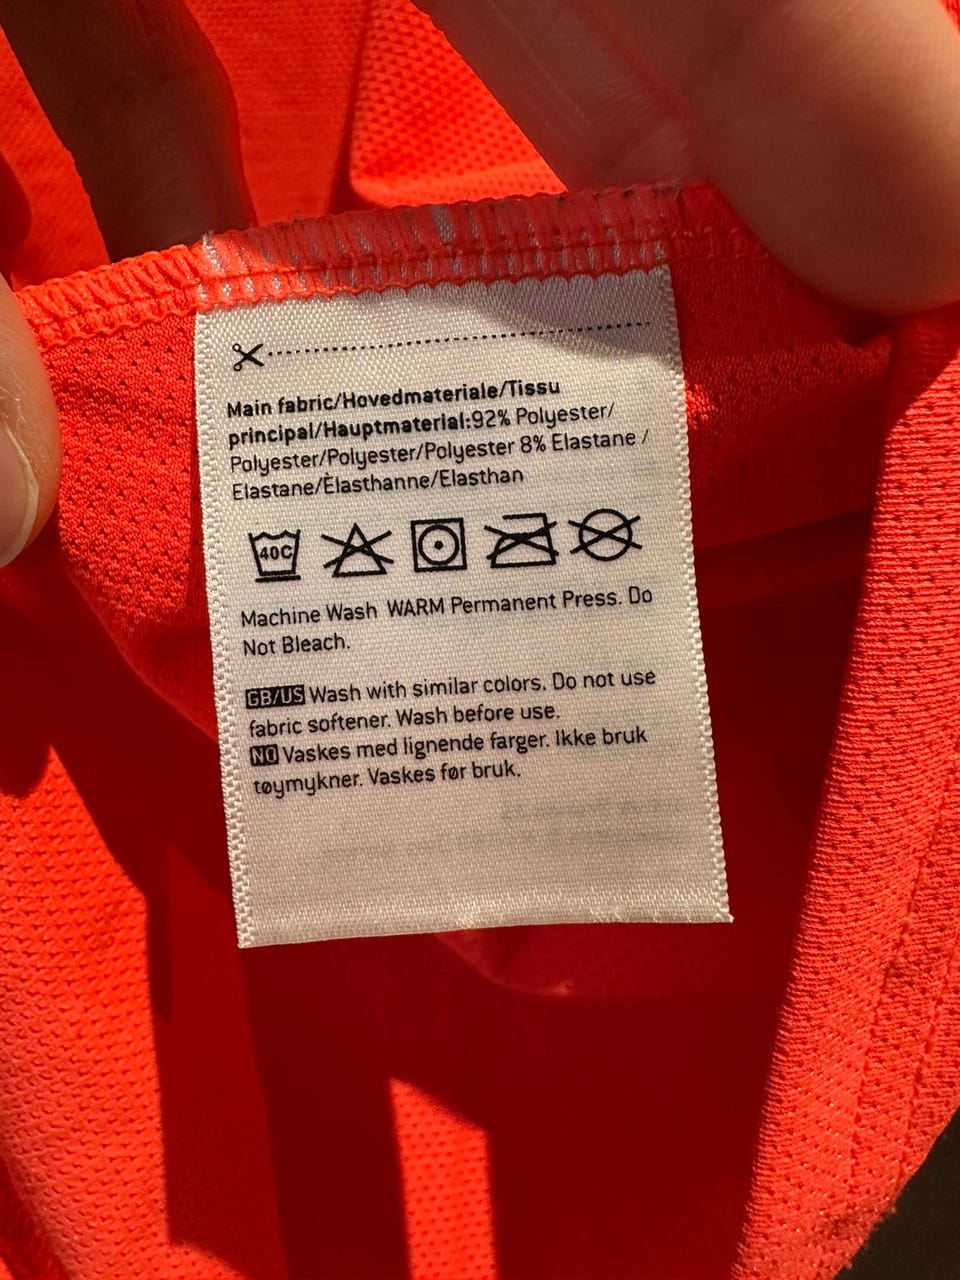 Main fabric/Hovedmateriale/Tissu
principal/Hauptmaterial:92% Polyester/
Polyester/Polyester/Polyester 8% Elastane /
Elastane/Èlasthanne/Elasthan
40C
Machine Wash WARM Permanent Press. Do
Not Bleach.
GB/US Wash with similar colors. Do not use
fabric softener. Wash before use.
NO Vaskes med lignende farger. Ikke bruk
tøymykner. Vaskes før bruk.